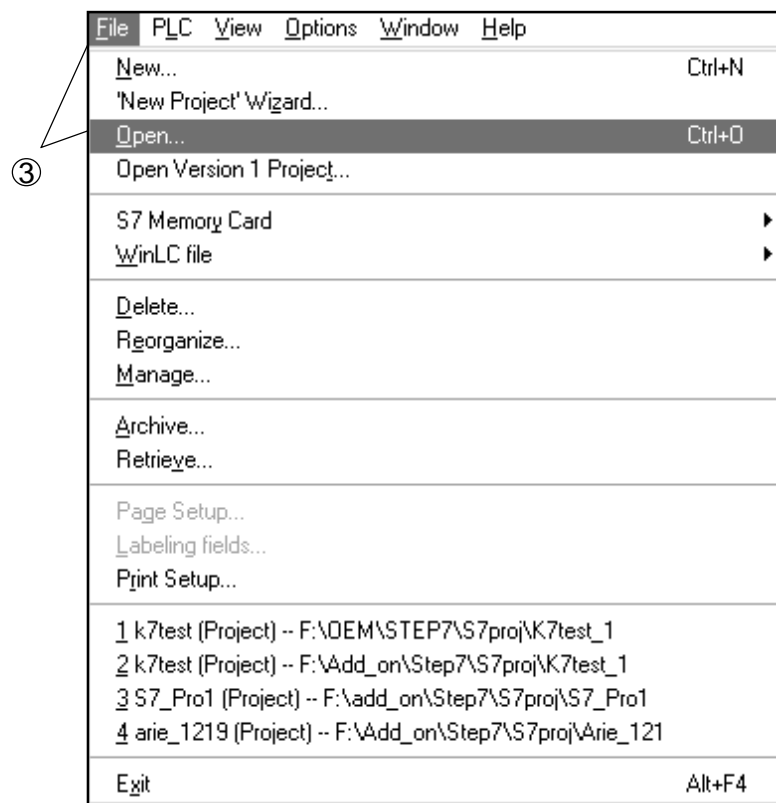 File PLC View Options Window Help
New... Ctrl+N
'New Project' Wizard...
Open... Ctrl+O
③ Open Version 1 Project...
S7 Memory Card
WinLC file
Delete...
Reorganize...
Manage...
Archive...
Retrieve...
Page Setup...
Labeling fields...
Print Setup...
1 k7test (Project) -- F:\OEM\STEP7\S7proj\K7test_1
2 k7test (Project) -- F:\Add_on\Step7\S7proj\K7test_1
3 S7_Pro1 (Project) -- F:\add_on\Step7\S7proj\S7_Pro1
4 arie_1219 (Project) -- F:\Add_on\Step7\S7proj\Arie_121
Exit Alt+F4